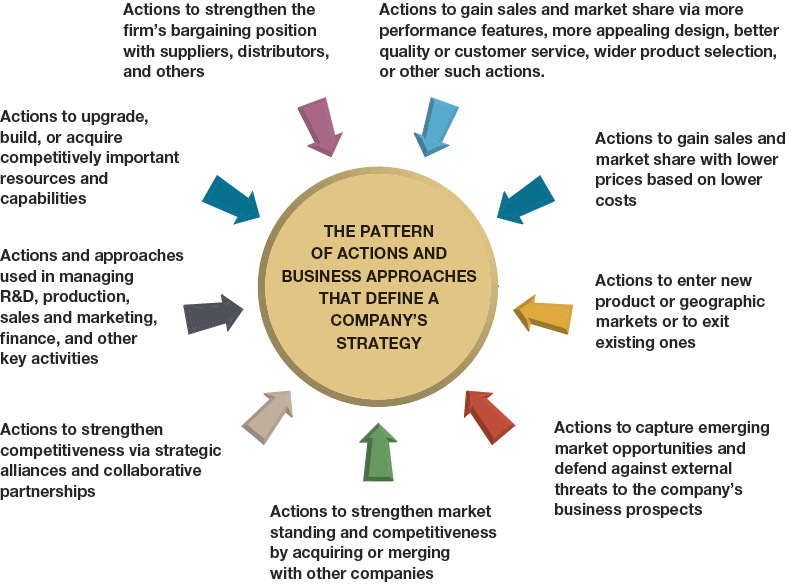 Actions to strengthen the
firm’s bargaining position
with suppliers, distributors,
and others
Actions to gain sales and market share via more
performance features, more appealing design, better
quality or customer service, wider product selection,
or other such actions.
Actions to upgrade,
build, or acquire
competitively important
resources and
capabilities
Actions to gain sales and
market share with lower
prices based on lower
costs
THE PATTERN
OF ACTIONS AND
BUSINESS APPROACHES
THAT DEFINE A
COMPANY’S
STRATEGY
Actions and approaches
used in managing
R&D, production,
sales and marketing,
finance, and other
key activities
Actions to enter new
product or geographic
markets or to exit
existing ones
Actions to strengthen
competitiveness via strategic
alliances and collaborative
partnerships
Actions to capture emerging
market opportunities and
defend against external
threats to the company’s
business prospects
Actions to strengthen market
standing and competitiveness
by acquiring or merging
with other companies